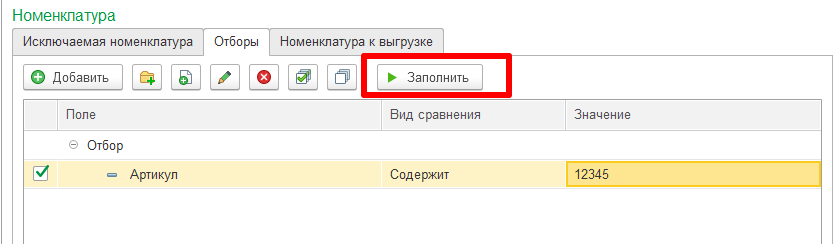 Номенклатура
Исключаемая номенклатура Отборы Номенклатура к выгрузке
Добавить Заполнить
Поле Вид сравнения Значение
Отбор
Артикул Содержит 12345